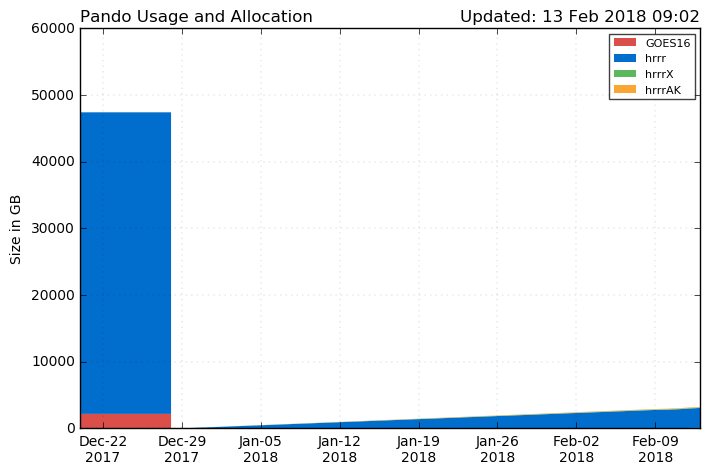 Pando Usage and Allocation
Updated: 13 Feb 2018 09:02
60000
50000
40000
30000
20000
10000
0
Size in GB
GOES16
hrrr
hrrrX
hrrrAK
Dec-22
2017
Dec-29
2017
Jan-05
2018
Jan-12
2018
Jan-19
2018
Jan-26
2018
Feb-02
2018
Feb-09
2018